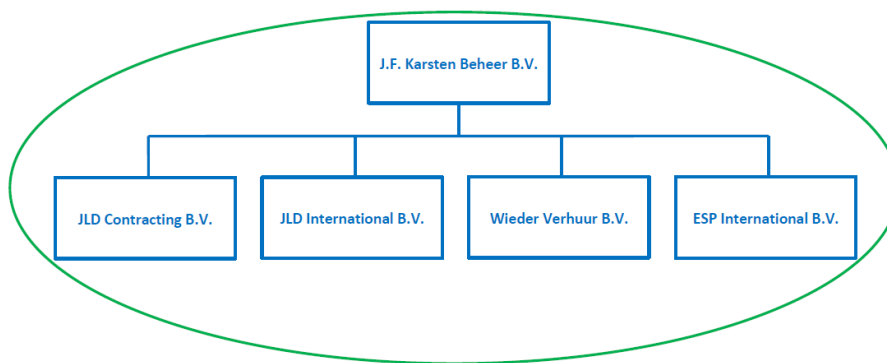 J.F. Karsten Beheer B.V.
JLD Contracting B.V.
JLD International B.V.
Wieder Verhuur B.V.
ESP International B.V.